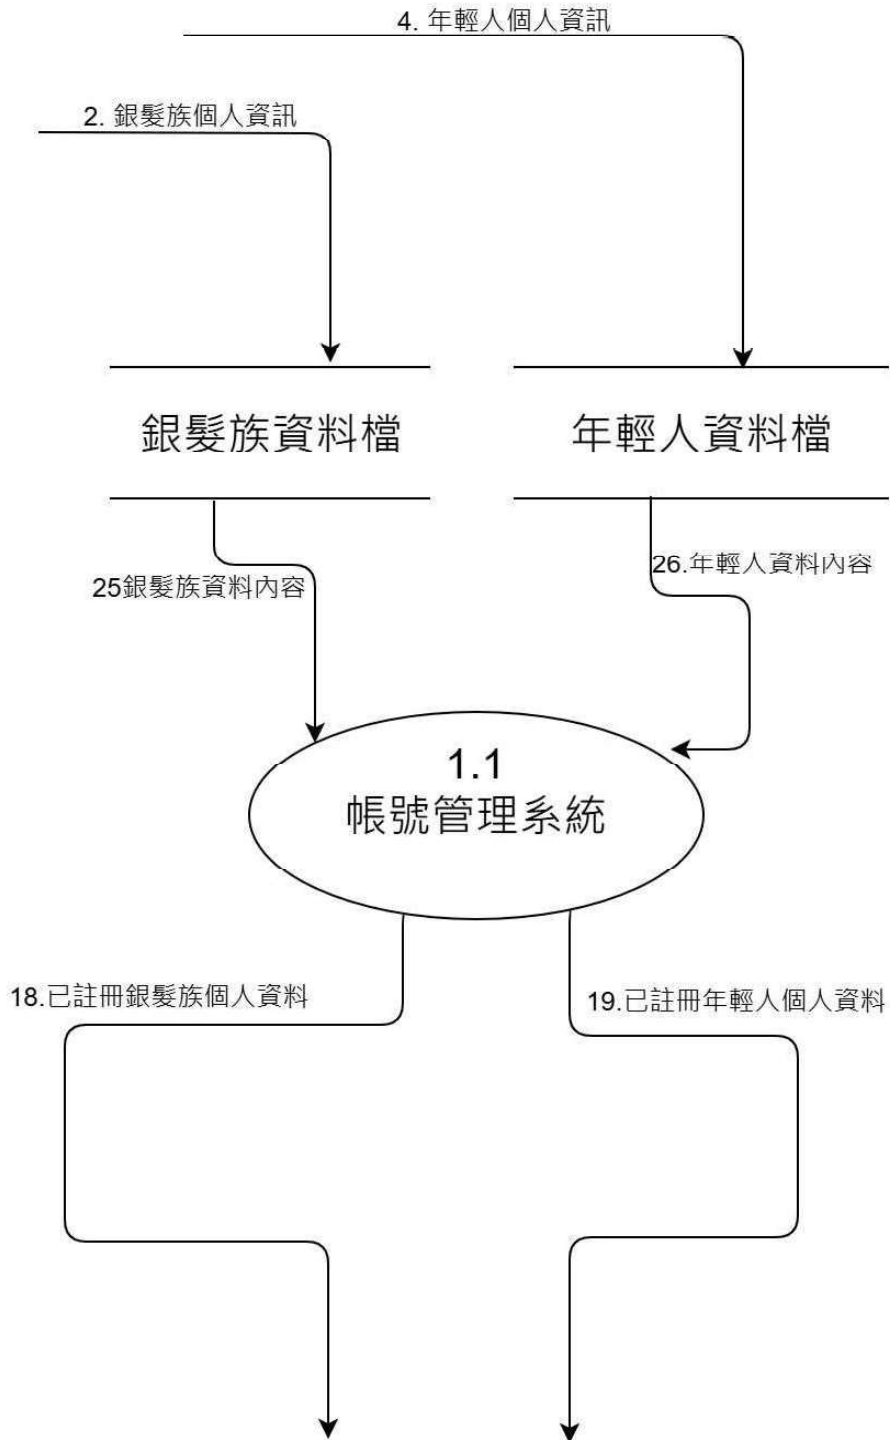 4. 年輕人個人資訊
2. 銀髮族個人資訊
銀髮族資料檔
年輕人資料檔
26.年輕人資料內容
25銀髮族資料內容
1.1
帳號管理系統
18.已註冊銀髮族個人資料
19.已註冊年輕人個人資料